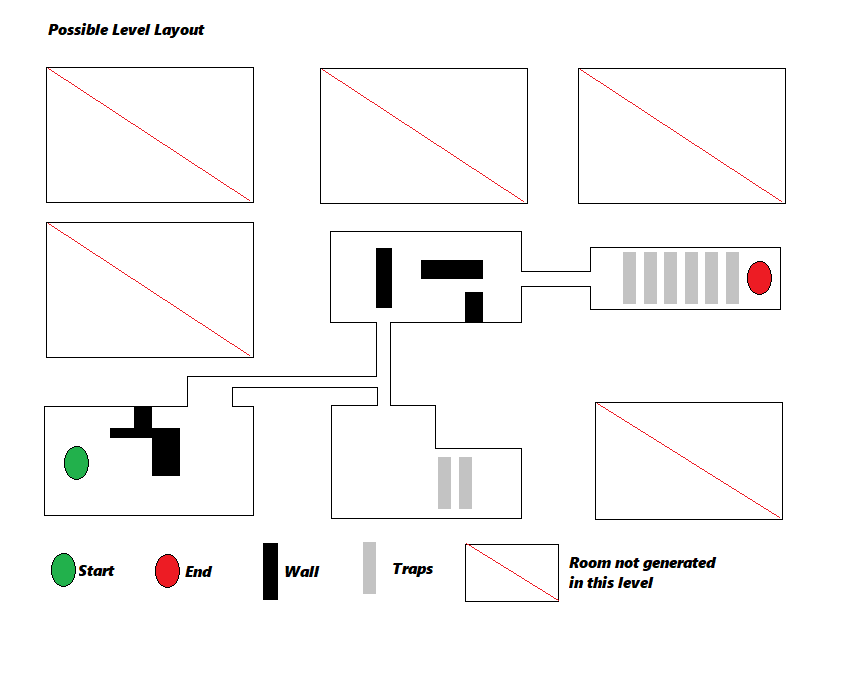 Possible Level Layout
Start
End
Wall
Traps
Room not generated
in this level